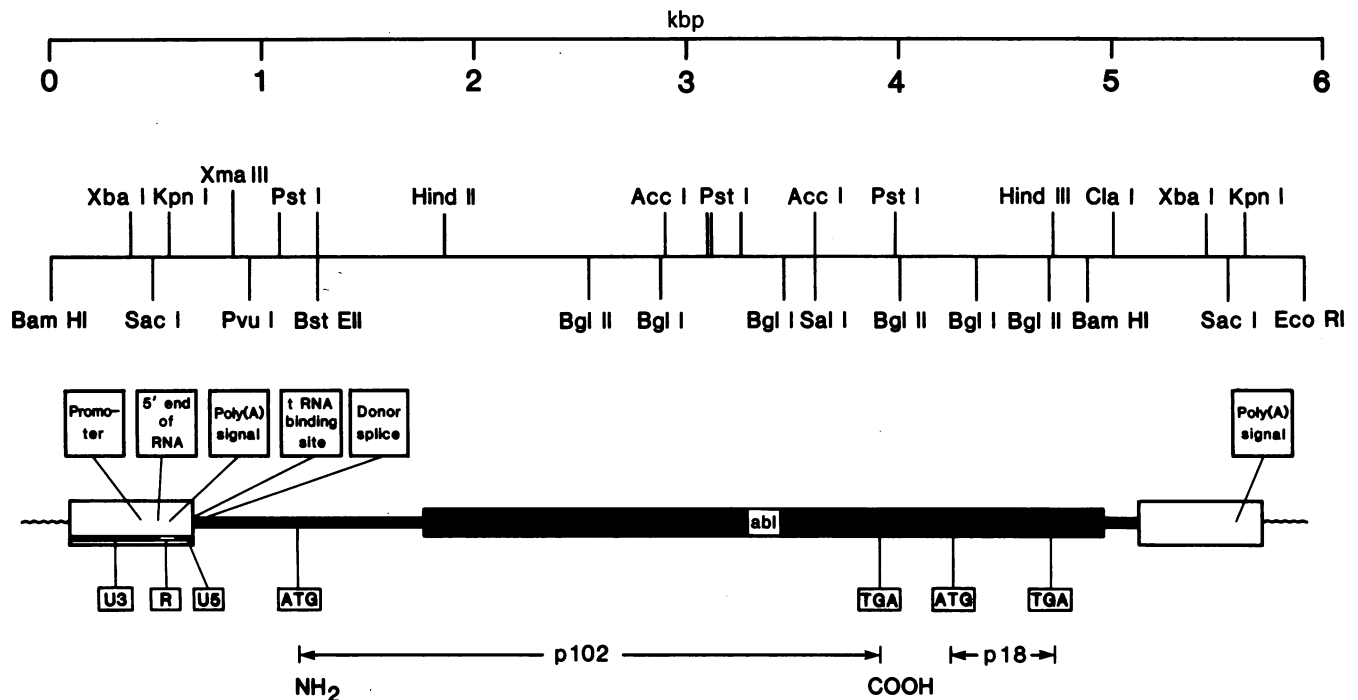 kbp
0 1 2 3 4 5 6
Xma III
Xba I Kpn I Pst I Hind II Acc I Pst I Acc I Pst I Hind III Cla I Xba I Kpn I
Bam HI Sac I Pvu I Bst EII Bgl II Bgl I Bgl I Sal I Bgl II Bgl I Bgl II Bam HI Sac I Eco RI
Promo-
ter
5' end
of
RNA
Poly(A)
signal
t RNA
binding
site
Donor
splice
Poly(A)
signal
abl
U3 R U5 ATG TGA ATG TGA
p102 p18
NH2 COOH